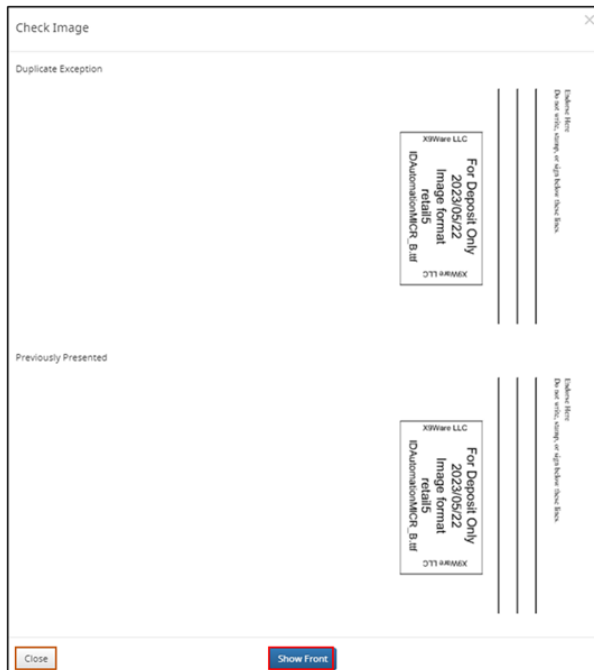 Check Image
Duplicate Exception
Endorse Here
Do not write, stamp, or sign below these lines.
X9Ware LLC
For Deposit Only
2023/05/22
Image format
retail5
IDAutomationMICR_B.ttf
X9Ware LLC
Previously Presented
Endorse Here
Do not write, stamp, or sign below these lines.
X9Ware LLC
For Deposit Only
2023/05/22
Image format
retail5
IDAutomationMICR_B.ttf
X9Ware LLC
Close
Show Front